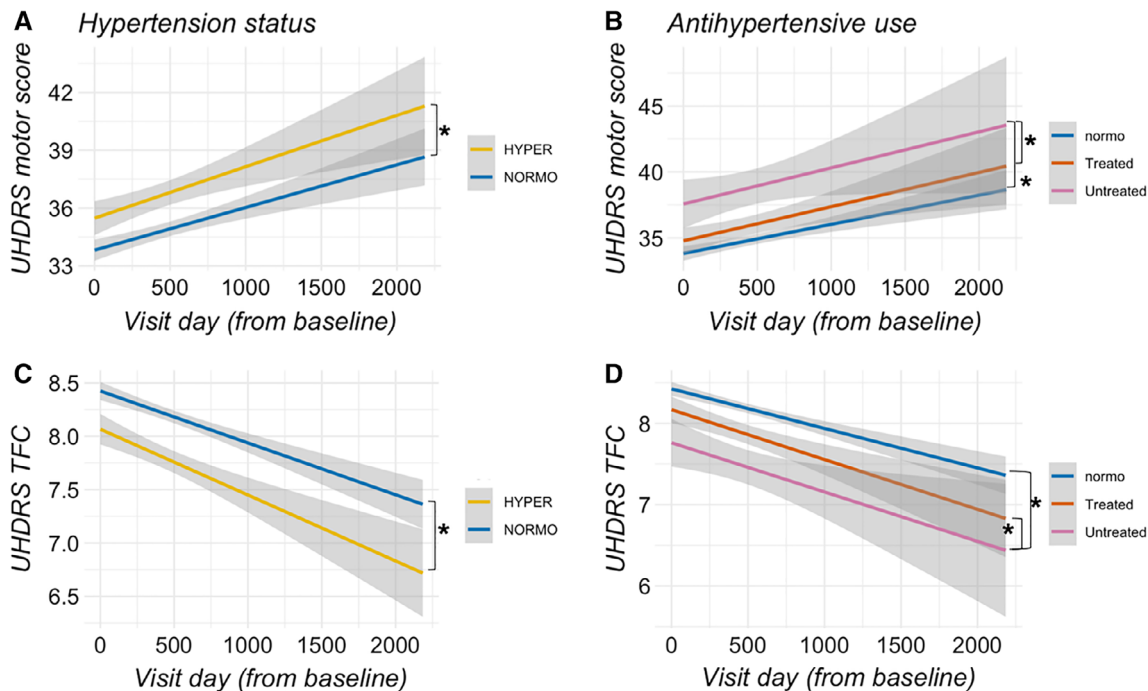 A Hypertension status
UHDRS motor score
42
39
36
33
*
HYPER
NORMO
0 500 1000 1500 2000
Visit day (from baseline)
B Antihypertensive use
UHDRS motor score
45
40
35
*
*
normo
Treated
Untreated
0 500 1000 1500 2000
Visit day (from baseline)
C
UHDRS TFC
8.5
8.0
7.5
7.0
6.5
*
HYPER
NORMO
0 500 1000 1500 2000
Visit day (from baseline)
D
UHDRS TFC
8
7
6
*
*
normo
Treated
Untreated
0 500 1000 1500 2000
Visit day (from baseline)